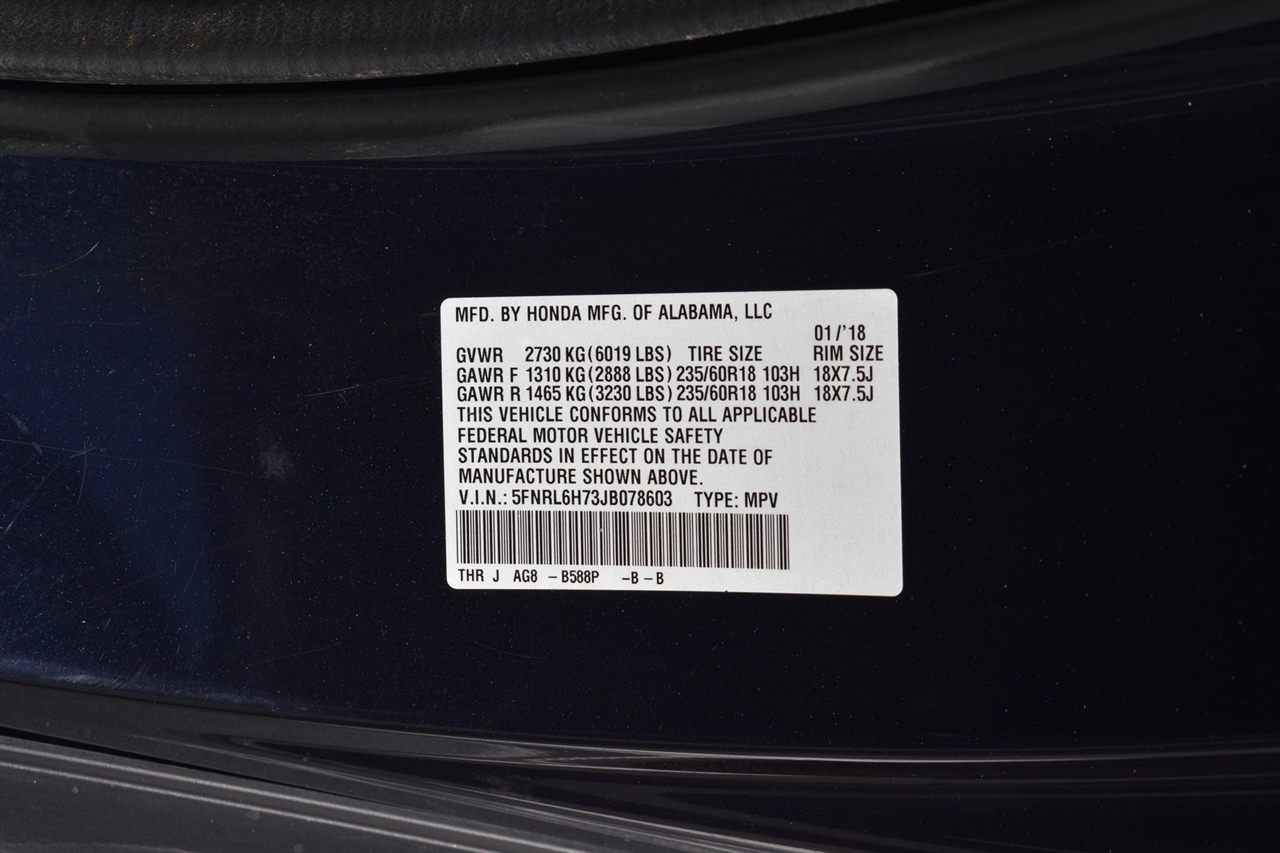 MFD. BY HONDA MFG. OF ALABAMA, LLC
01/'18
GVWR 2730 KG(6019 LBS) TIRE SIZE RIM SIZE
GAWR F 1310 KG(2888 LBS) 235/60R18 103H 18X7.5J
GAWR R 1465 KG(3230 LBS) 235/60R18 103H 18X7.5J
THIS VEHICLE CONFORMS TO ALL APPLICABLE
FEDERAL MOTOR VEHICLE SAFETY
STANDARDS IN EFFECT ON THE DATE OF
MANUFACTURE SHOWN ABOVE.
V.I.N.: 5FNRL6H73JB078603 TYPE: MPV
THR J AG8 -B588P -B-B